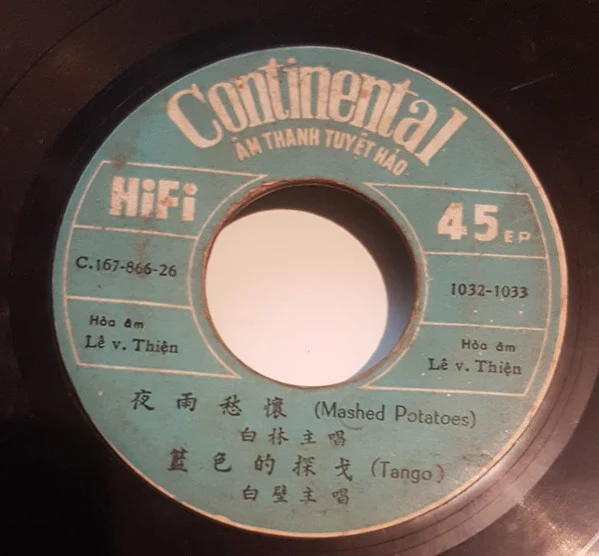 Continental
ÂM THANH TUYỆT HẢO
HiFi
45 EP
C.167-866-26
1032-1033
Hòa âm
Lê v. Thiện
Hòa âm
Lê v. Thiện
夜雨愁懷 (Mashed Potatoes)
白林主唱
藍色的探戈 (Tango)
白璧主唱